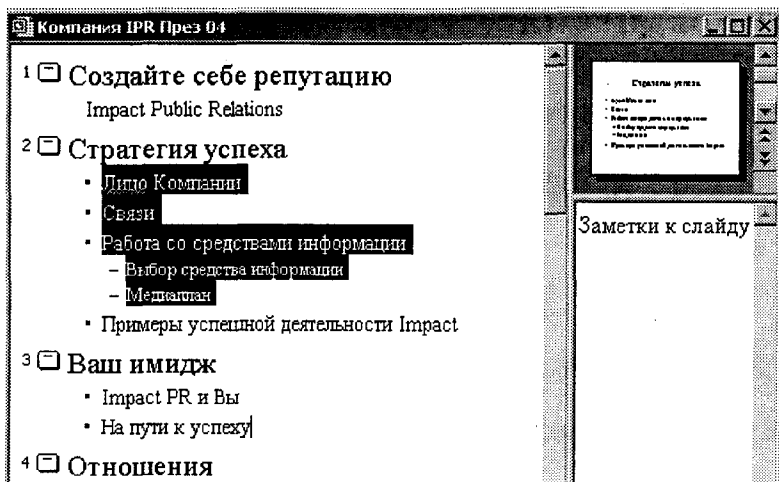 Компания IPR През 04
1 Создайте себе репутацию
Impact Public Relations
2 Стратегия успеха
• Лицо Компании
• Связи
• Работа со средствами информации
– Выбор средства информации
– Медиаплан
• Примеры успешной деятельности Impact
3 Ваш имидж
• Impact PR и Вы
• На пути к успеху
4 Отношения
Стратегия успеха
Заметки к слайду